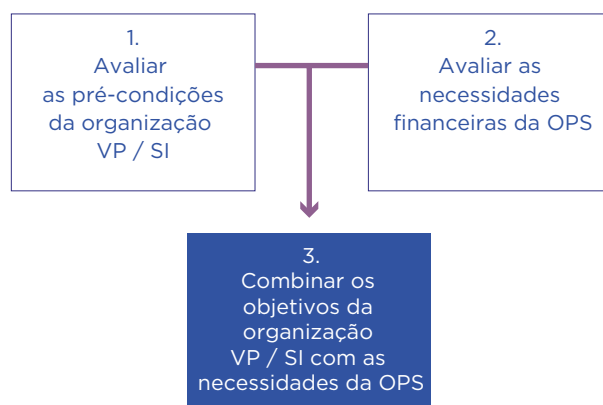 1.
Avaliar
as pré-condições
da organização
VP / SI
2.
Avaliar as
necessidades
financeiras da OPS
3.
Combinar os
objetivos da
organização
VP / SI com as
necessidades da OPS